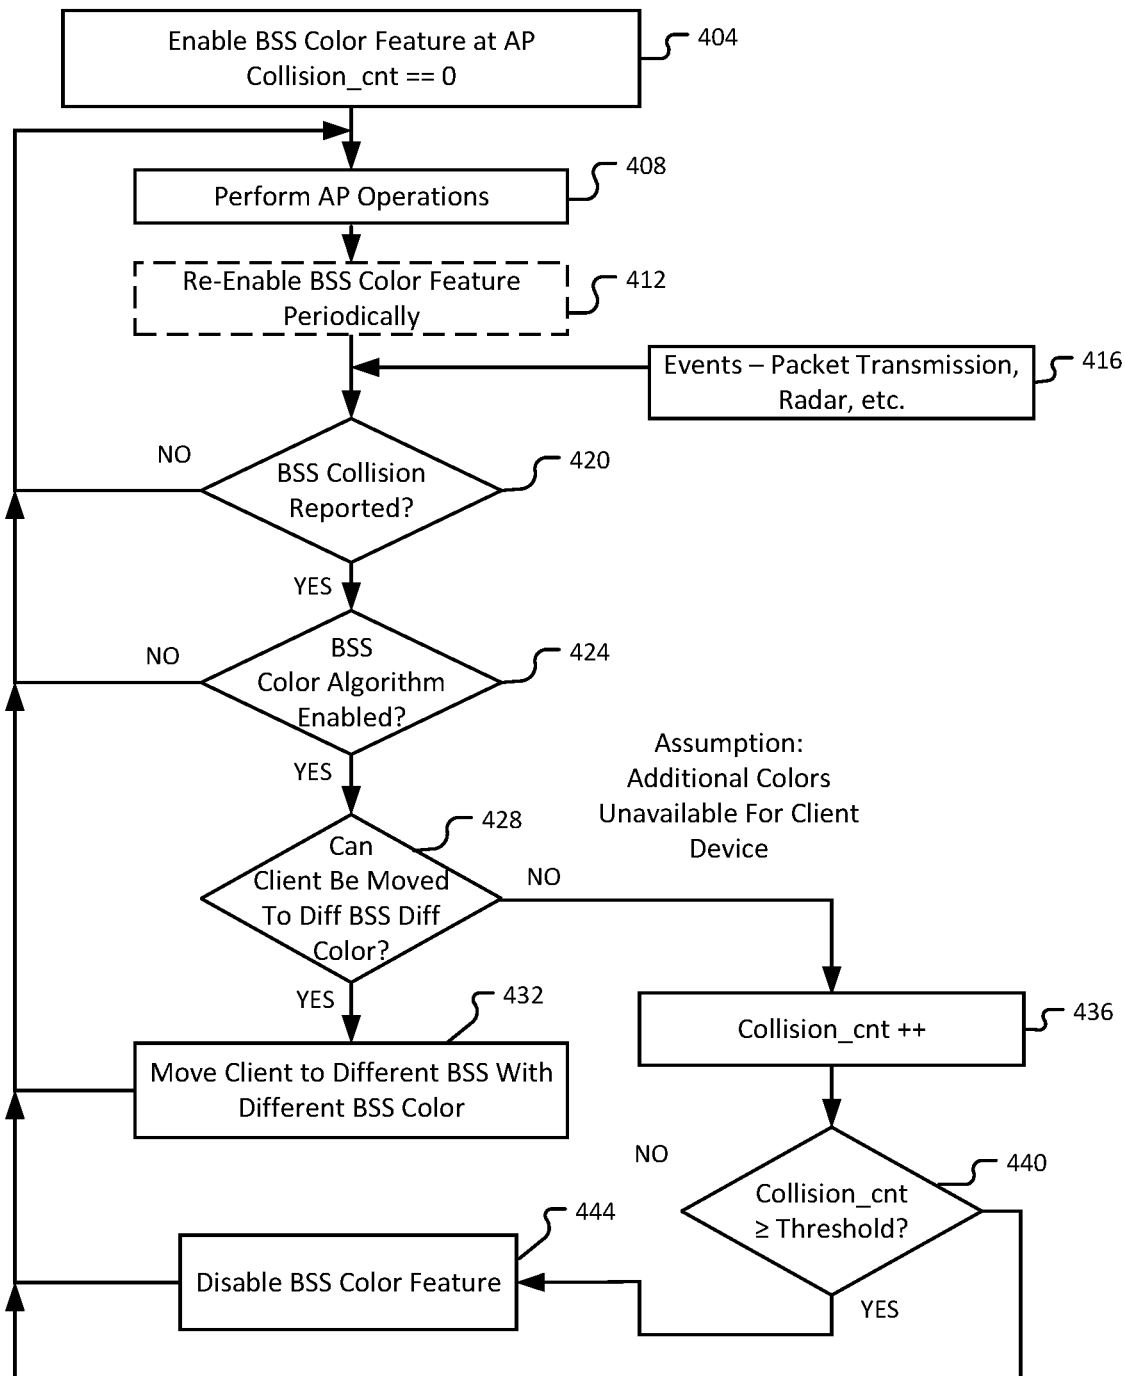 Enable BSS Color Feature at AP
Collision_cnt == 0
404
408
Perform AP Operations
Re-Enable BSS Color Feature
Periodically
412
Events – Packet Transmission,
Radar, etc.
416
NO
BSS Collision
Reported?
420
YES
NO
BSS
Color Algorithm
Enabled?
424
YES
Assumption:
Additional Colors
Unavailable For Client
Device
428
Can
Client Be Moved
To Diff BSS Diff
Color?
NO
YES
432
436
Collision_cnt ++
Move Client to Different BSS With
Different BSS Color
NO
440
Collision_cnt
≥ Threshold?
444
Disable BSS Color Feature
YES